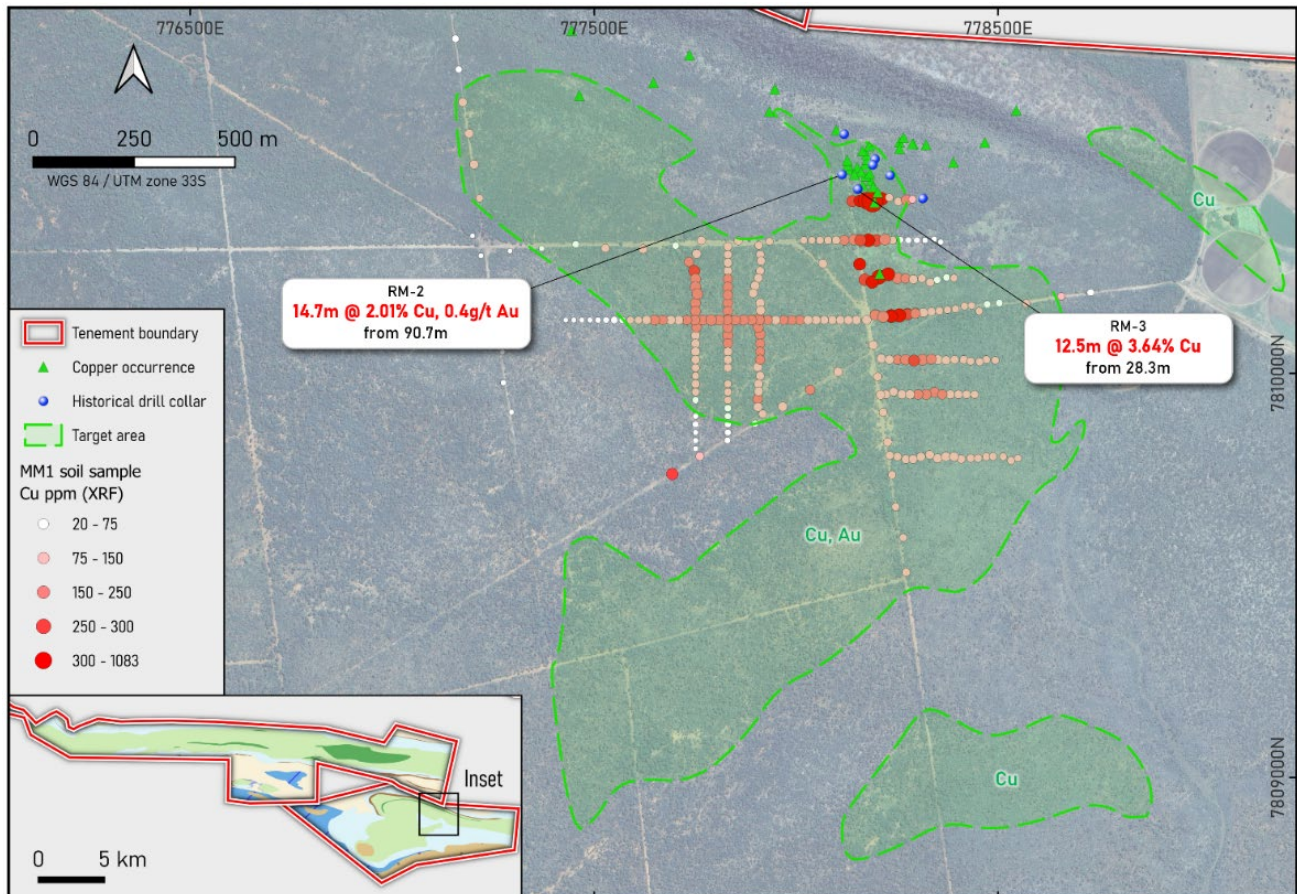 776500E
777500E
778500E
0 250 500 m
WGS 84 / UTM zone 33S
Cu
RM-2
14.7m @ 2.01% Cu, 0.4g/t Au
from 90.7m
RM-3
12.5m @ 3.64% Cu
from 28.3m
7810000N
Tenement boundary
Copper occurrence
Historical drill collar
Target area
MM1 soil sample
Cu ppm (XRF)
20 - 75
75 - 150
150 - 250
250 - 300
300 - 1083
Cu, Au
Cu
7809000N
Inset
0 5 km